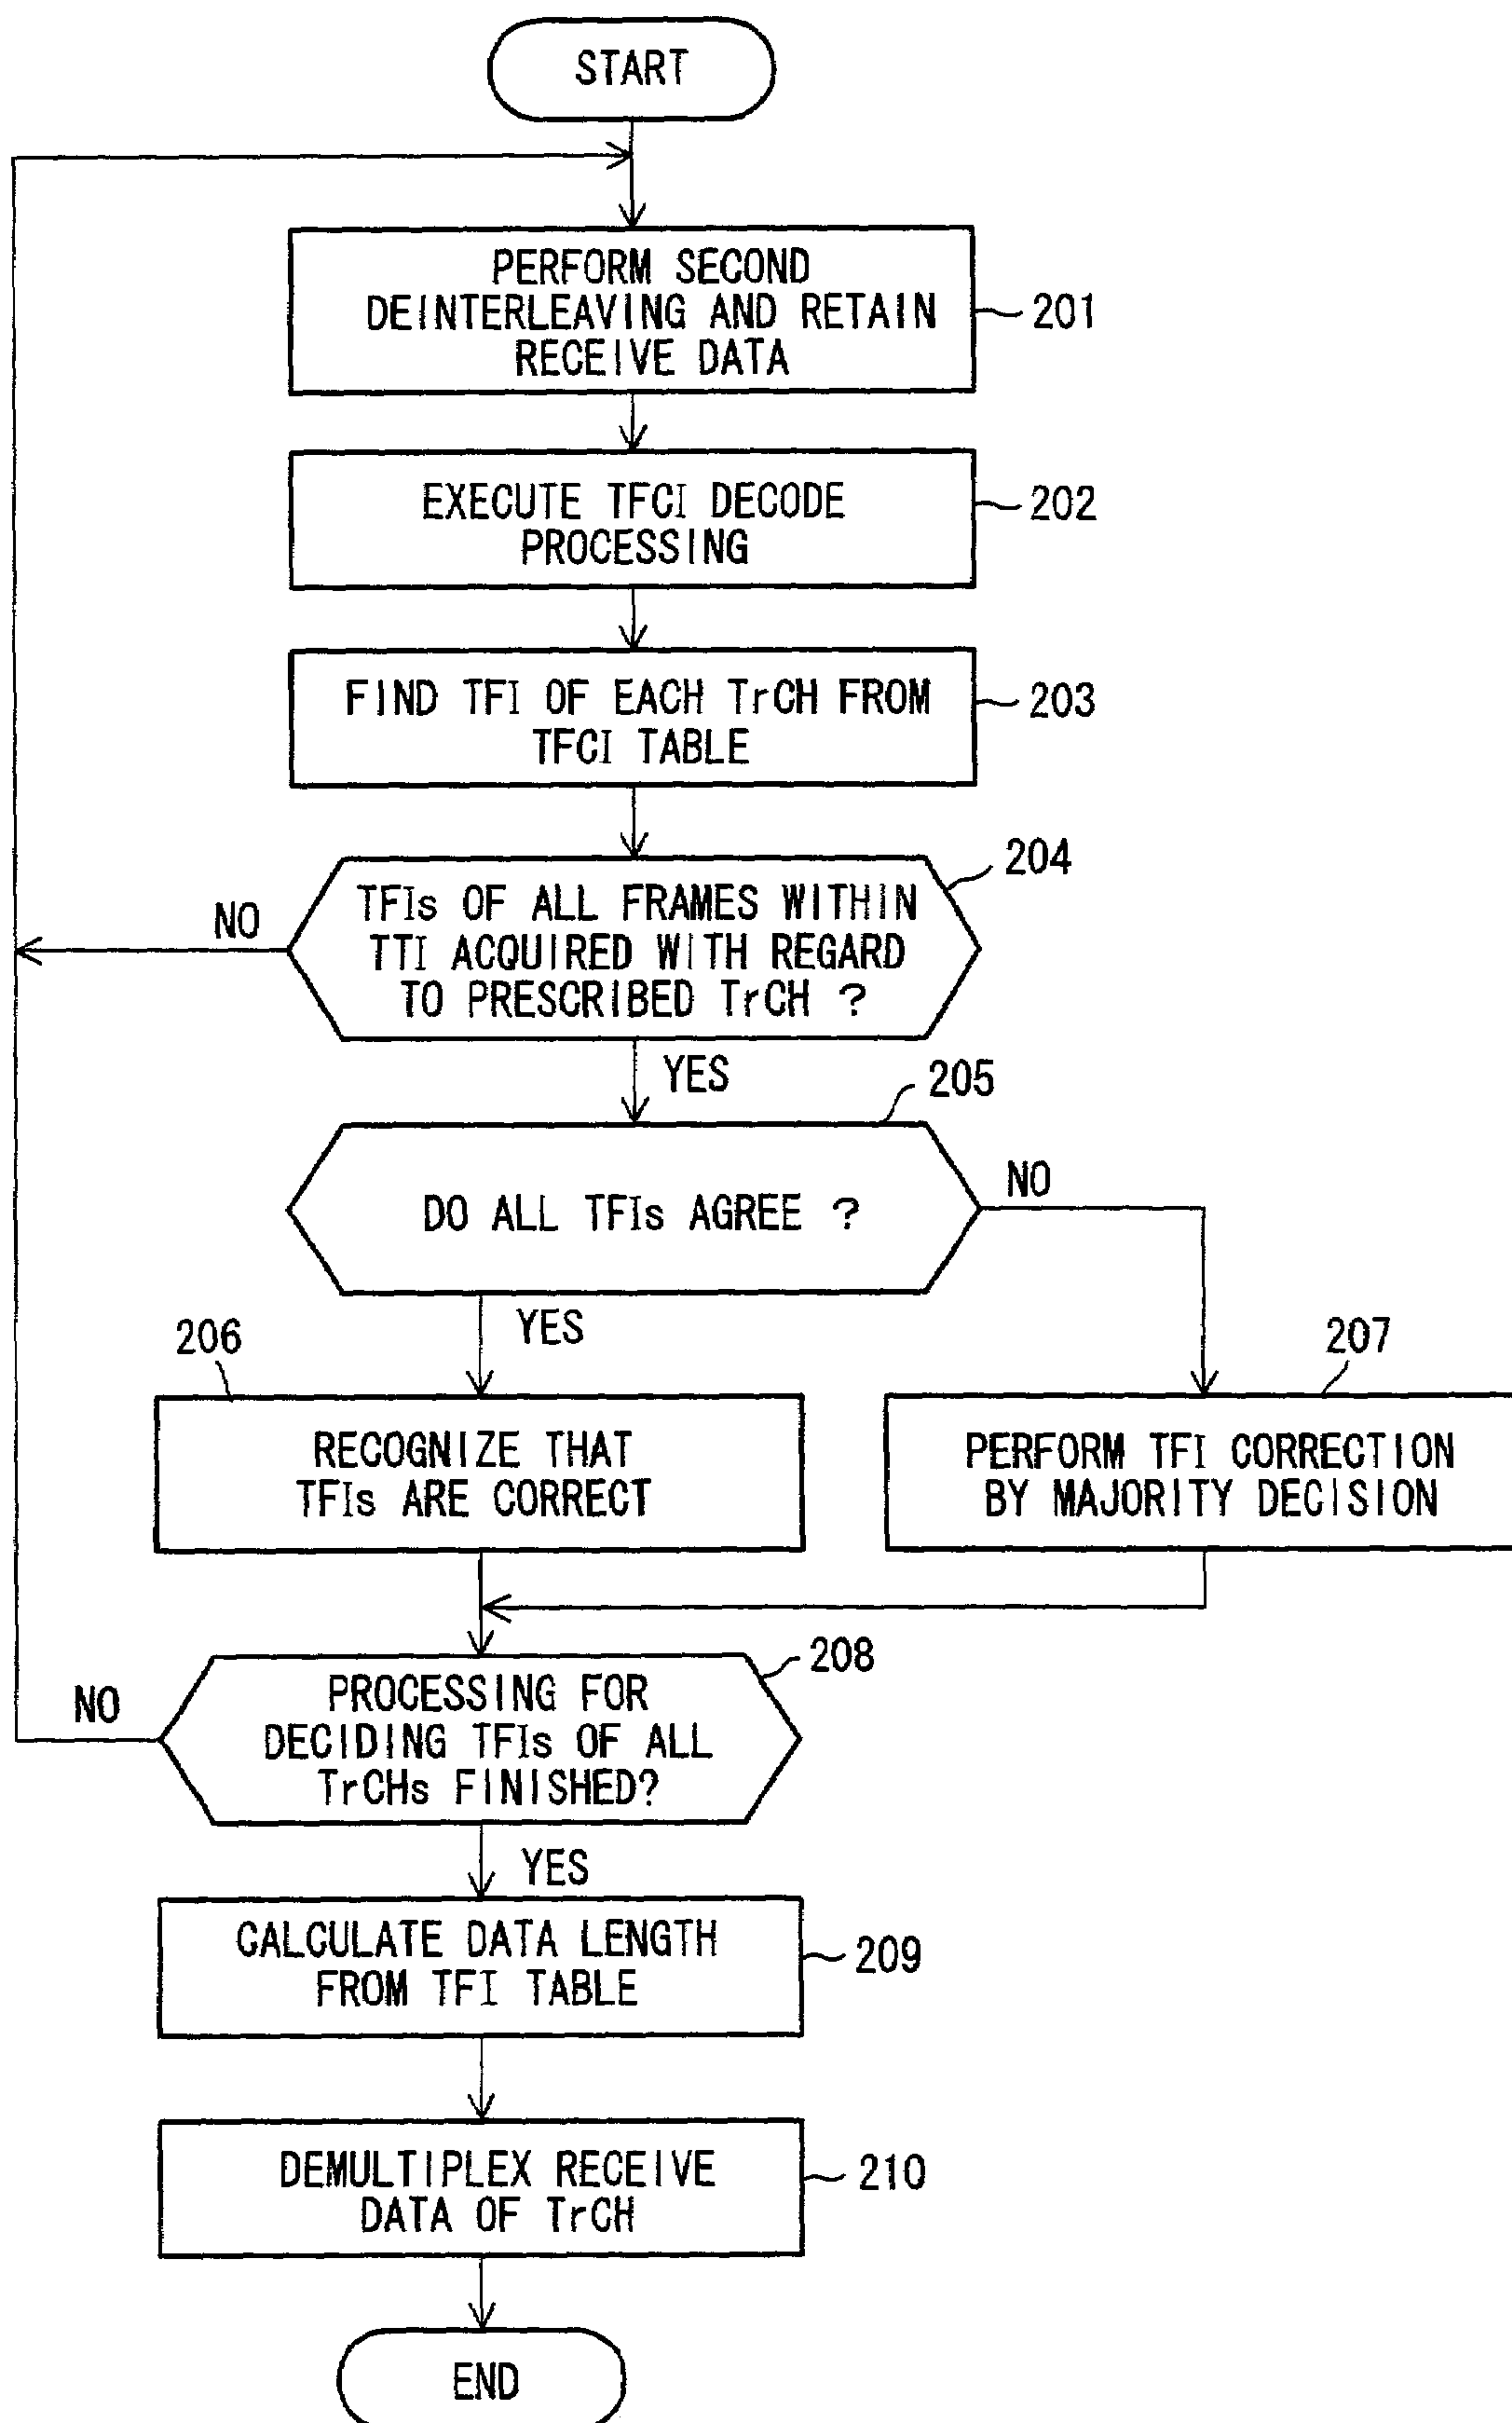 START
PERFORM SECOND
DEINTERLEAVING AND RETAIN
RECEIVE DATA
201
EXECUTE TFCI DECODE
PROCESSING
202
FIND TFI OF EACH TrCH FROM
TFCI TABLE
203
204
TFIs OF ALL FRAMES WITHIN
TTI ACQUIRED WITH REGARD
TO PRESCRIBED TrCH ?
NO
YES
205
DO ALL TFIs AGREE ?
NO
YES
206
RECOGNIZE THAT
TFIs ARE CORRECT
207
PERFORM TFI CORRECTION
BY MAJORITY DECISION
208
PROCESSING FOR
DECIDING TFIs OF ALL
TrCHs FINISHED?
NO
YES
CALCULATE DATA LENGTH
FROM TFI TABLE
209
DEMULTIPLEX RECEIVE
DATA OF TrCH
210
END